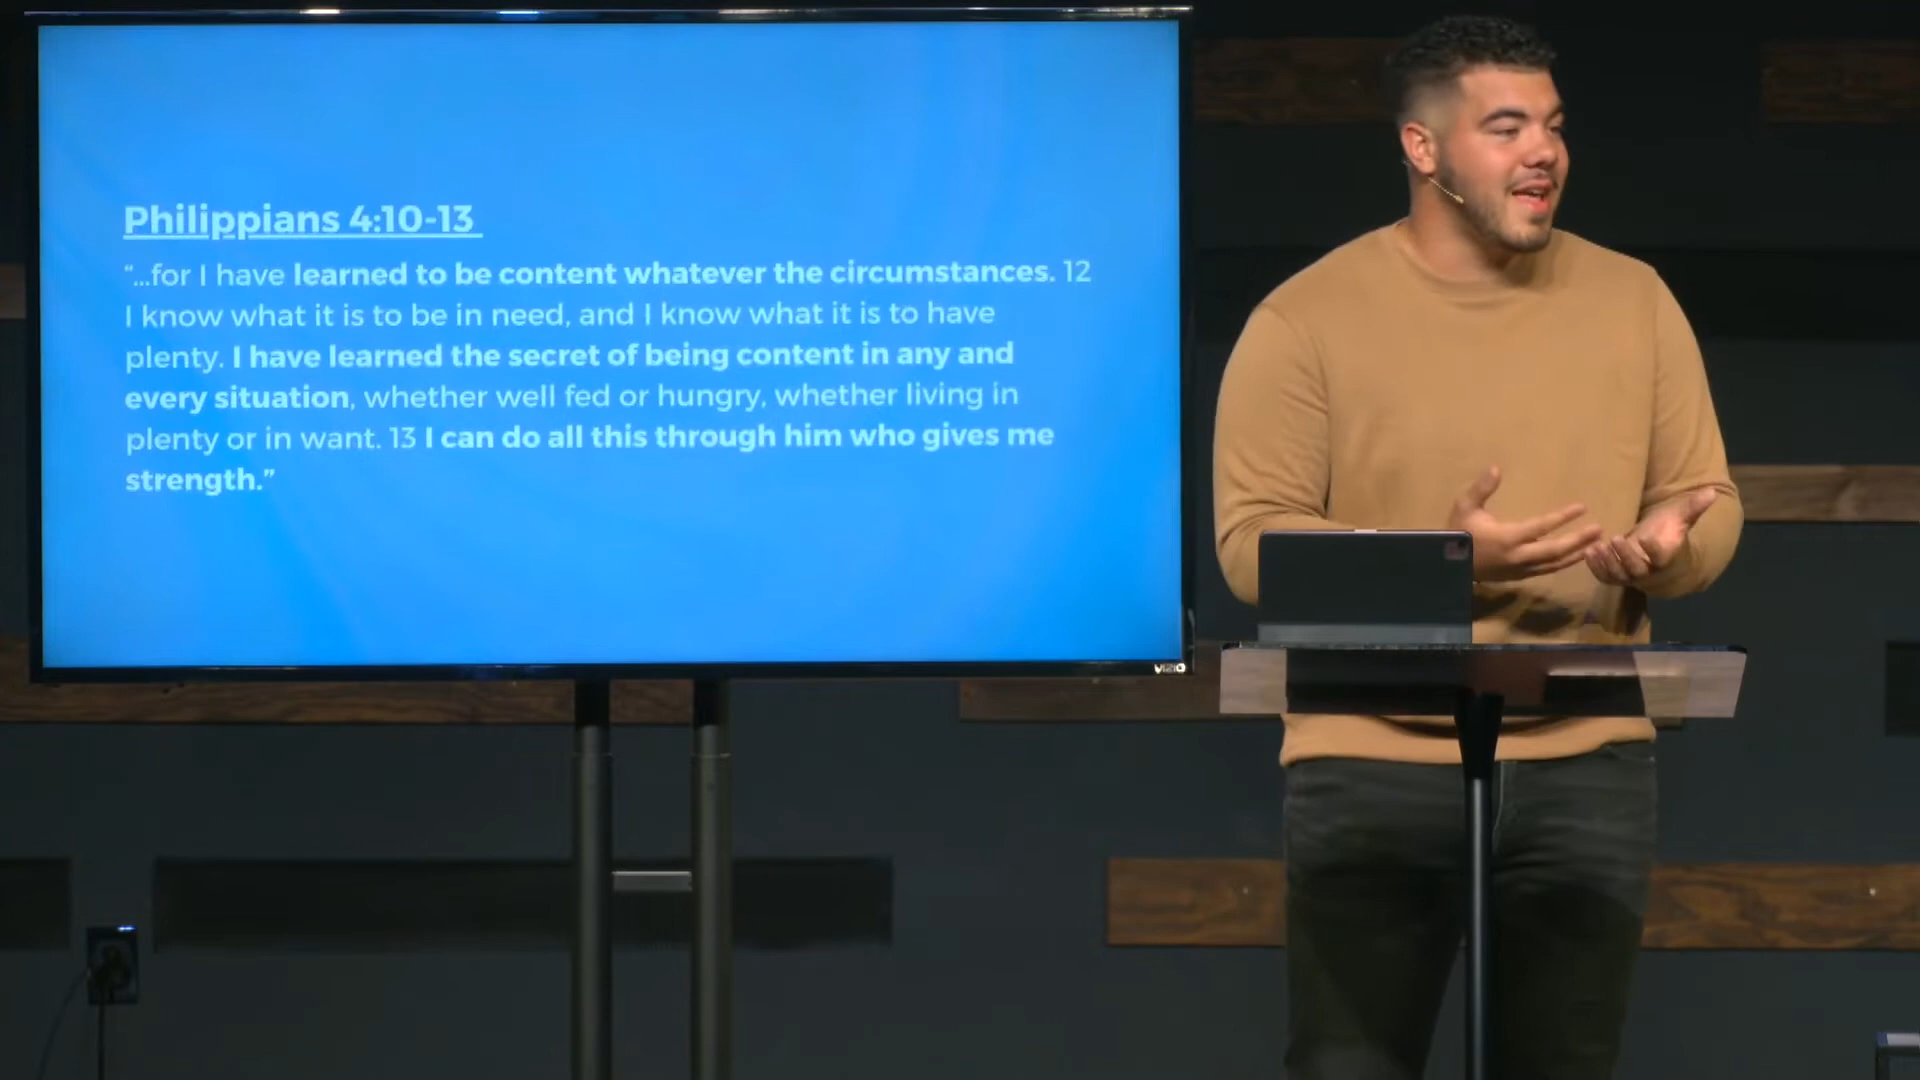 Philippians 4:10-13
“...for I have learned to be content whatever the circumstances. 12
I know what it is to be in need, and I know what it is to have
plenty. I have learned the secret of being content in any and
every situation, whether well fed or hungry, whether living in
plenty or in want. 13 I can do all this through him who gives me
strength.”
VIZIO